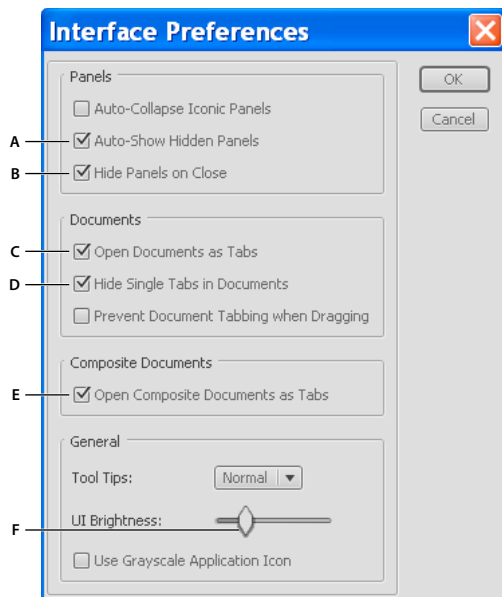 Interface Preferences
Panels
OK
Auto-Collapse Iconic Panels
Cancel
A
Auto-Show Hidden Panels
B
Hide Panels on Close
Documents
C
Open Documents as Tabs
D
Hide Single Tabs in Documents
Prevent Document Tabbing when Dragging
Composite Documents
E
Open Composite Documents as Tabs
General
Tool Tips: Normal
UI Brightness:
F
Use Grayscale Application Icon